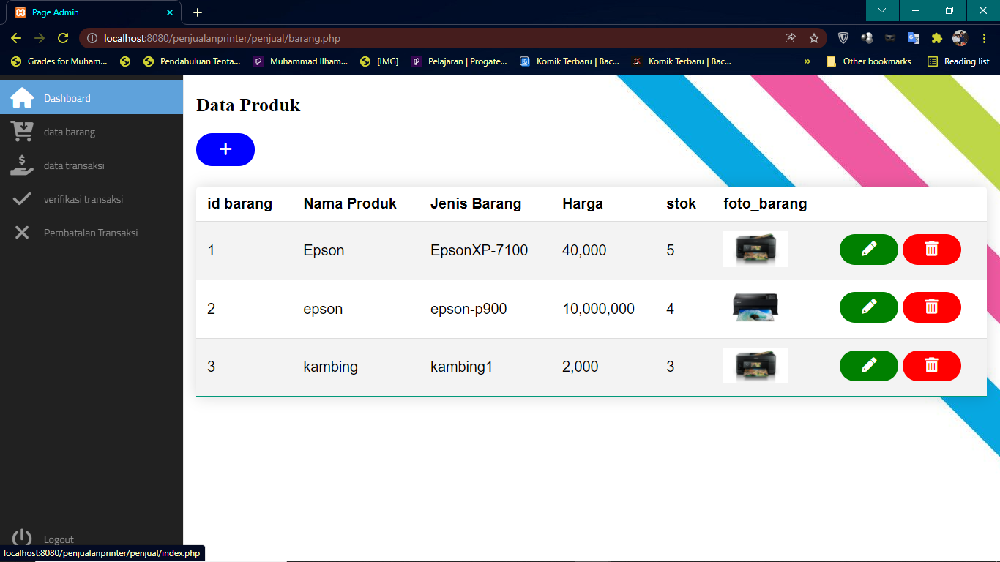 Page Admin
localhost:8080/penjualanprinter/penjual/barang.php
Grades for Muham... Pendahuluan Tenta... Muhammad Ilham... [IMG] Pelajaran | Progate... Komik Terbaru | Bac... Komik Terbaru | Bac... » Other bookmarks Reading list
Dashboard
data barang
data transaksi
verifikasi transaksi
Pembatalan Transaksi
Data Produk
+
id barang Nama Produk Jenis Barang Harga stok foto_barang
1 Epson EpsonXP-7100 40,000 5
2 epson epson-p900 10,000,000 4
3 kambing kambing1 2,000 3
Logout
localhost:8080/penjualanprinter/penjual/index.php